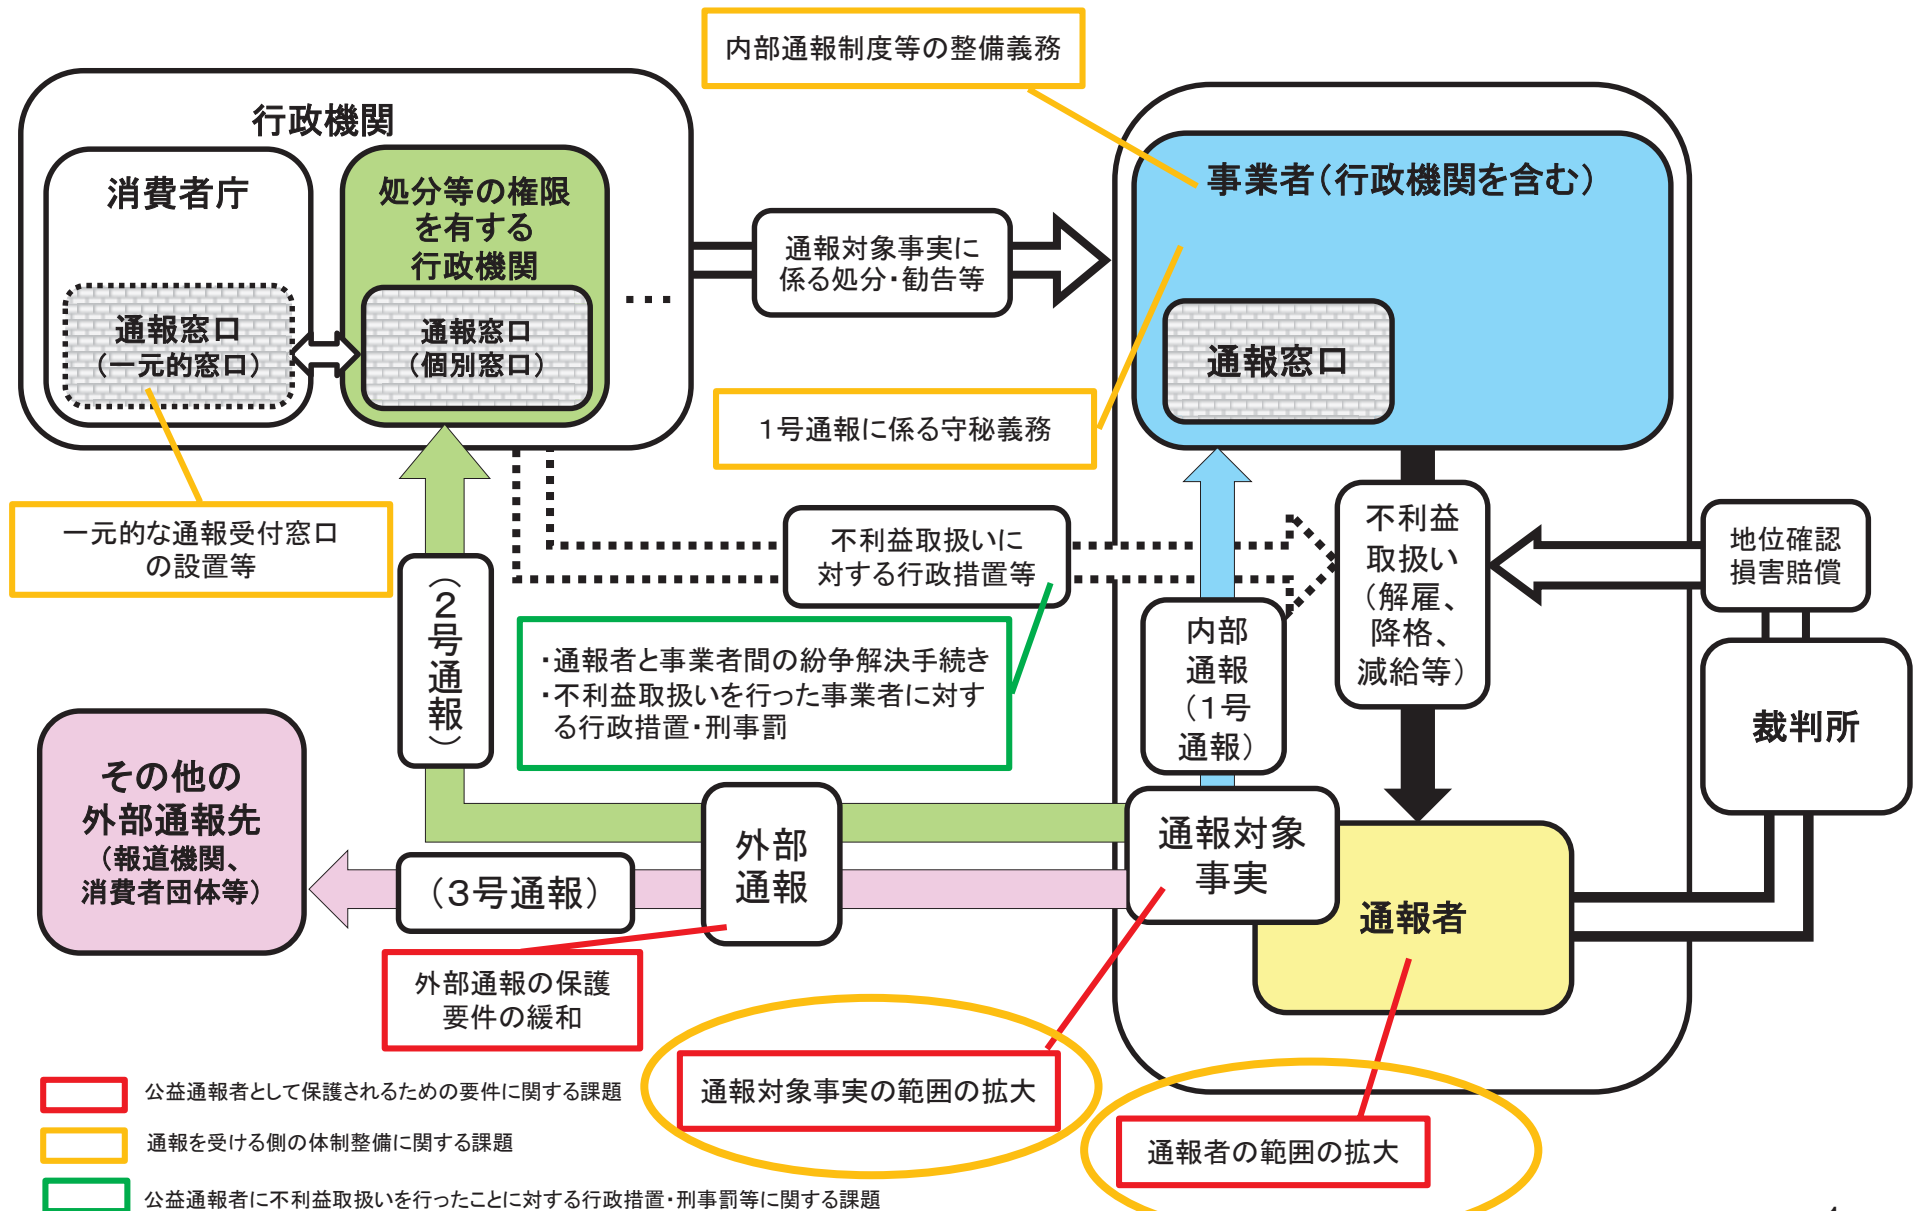 内部通報制度等の整備義務
行政機関
消費者庁
処分等の権限
を有する
行政機関
通報窓口
(一元的窓口)
通報窓口
(個別窓口)
…
通報対象事実に
係る処分・勧告等
事業者(行政機関を含む)
通報窓口
1号通報に係る守秘義務
一元的な通報受付窓口
の設置等
不利益取扱いに
対する行政措置等
不利益
取扱い
(解雇、
降格、
減給等)
地位確認
損害賠償
(2号通報)
・通報者と事業者間の紛争解決手続き
・不利益取扱いを行った事業者に対す
る行政措置・刑事罰
内部
通報
(1号
通報)
裁判所
その他の
外部通報先
(報道機関、
消費者団体等)
(3号通報)
外部
通報
通報対象
事実
通報者
外部通報の保護
要件の緩和
通報対象事実の範囲の拡大
通報者の範囲の拡大
公益通報者として保護されるための要件に関する課題
通報を受ける側の体制整備に関する課題
公益通報者に不利益取扱いを行ったことに対する行政措置・刑事罰等に関する課題